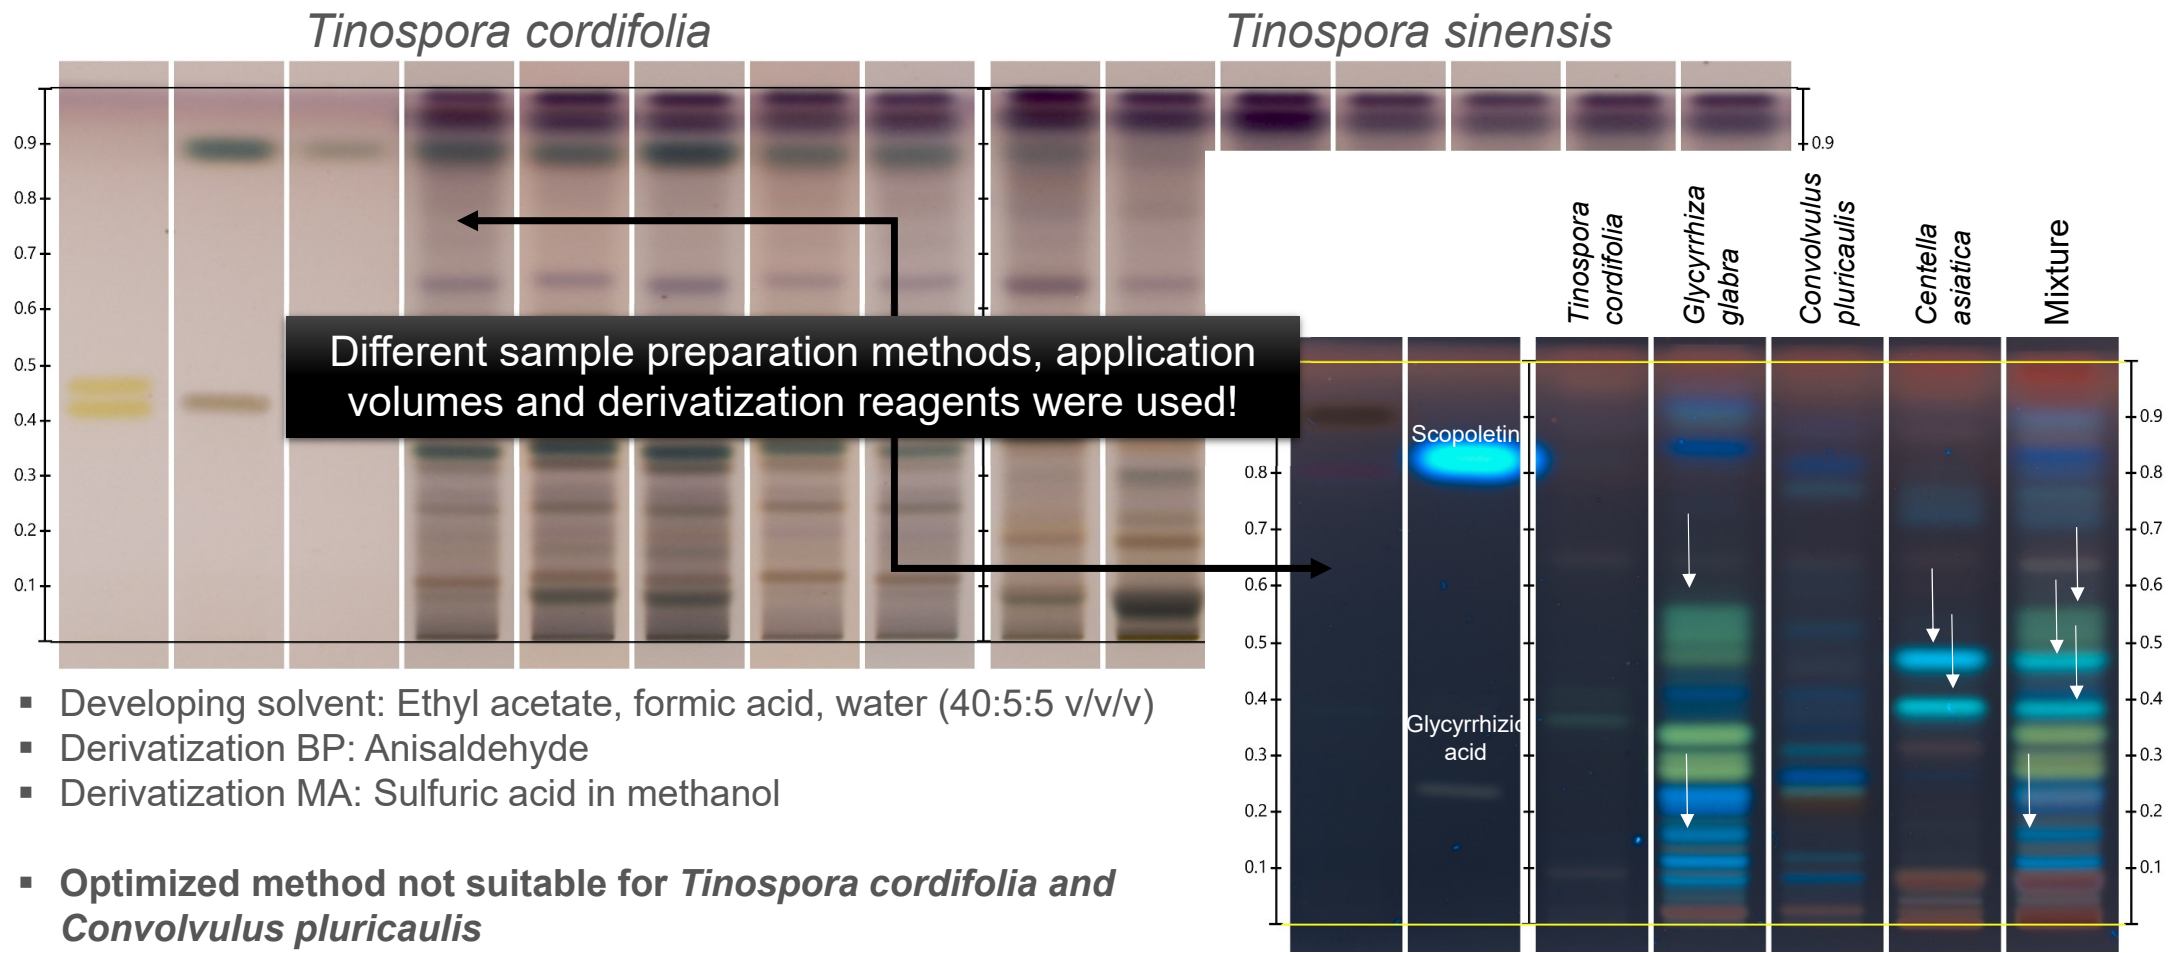 Tinospora cordifolia
Tinospora sinensis
0.9
0.8
0.7
0.6
0.5
0.4
0.3
0.2
0.1
0.9
Different sample preparation methods, application
volumes and derivatization reagents were used!
Tinospora
cordifolia
Glycyrrhiza
glabra
Convolvulus
pluricaulis
Centella
asiatica
Mixture
Scopoletin
Glycyrrhizic
acid
0.8
0.7
0.6
0.5
0.4
0.3
0.2
0.1
0.9
0.8
0.7
0.6
0.5
0.4
0.3
0.2
0.1
▪ Developing solvent: Ethyl acetate, formic acid, water (40:5:5 v/v/v)
▪ Derivatization BP: Anisaldehyde
▪ Derivatization MA: Sulfuric acid in methanol
▪ Optimized method not suitable for Tinospora cordifolia and
Convolvulus pluricaulis